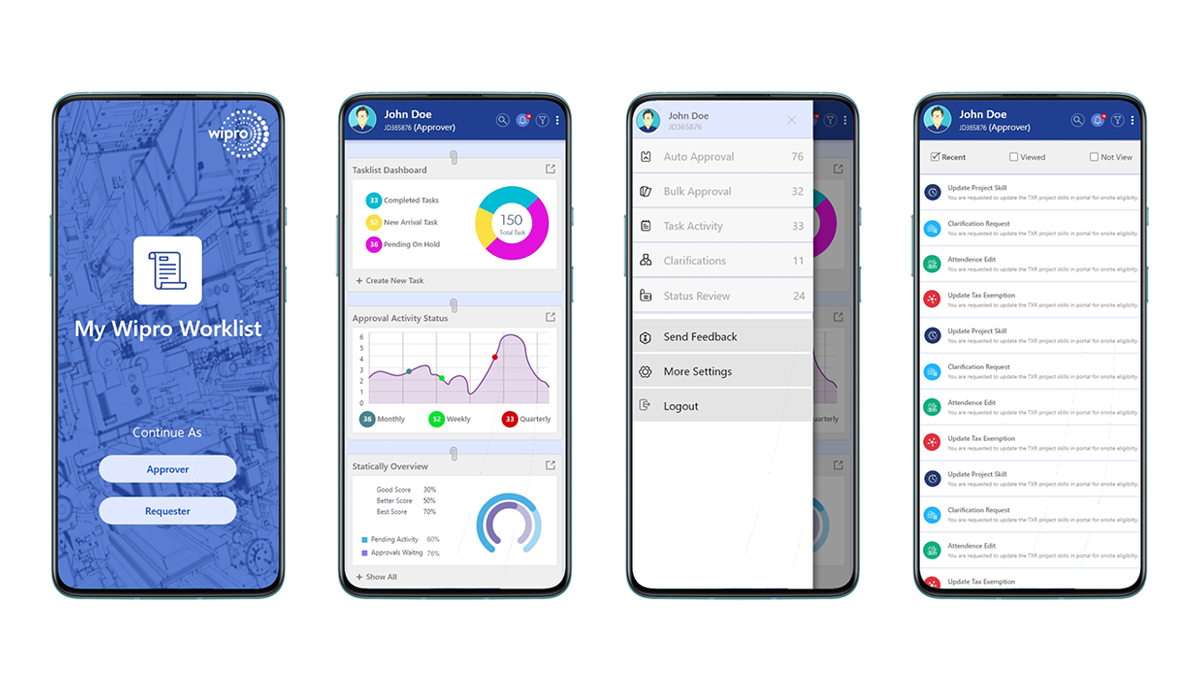 wipro
My Wipro Worklist
Continue As
Approver
Requester
John Doe
JD365876 (Approver)
Tasklist Dashboard
33 Completed Tasks
52 New Arrival Task
36 Pending On Hold
150
Total Task
+ Create New Task
Approval Activity Status
6
5
4
3
2
1
0
36 Monthly
52 Weekly
33 Quarterly
Statically Overview
Good Score 30%
Better Score 50%
Best Score 70%
Pending Activity 60%
Approvals Waitng 76%
+ Show All
John Doe
JD365876
Auto Approval 76
Bulk Approval 32
Task Activity 33
Clarifications 11
Status Review 24
Send Feedback
More Settings
Logout
uarterly
John Doe
JD365876 (Approver)
Recent Viewed Not View
Update Project Skill
You are requested to update the TXR project skills in portal for onsite eligibilty.
Clarification Request
You are requested to update the TXR project skills in portal for onsite eligibilty.
Attendence Edit
You are requested to update the TXR project skills in portal for onsite eligibilty.
Update Tax Exemption
You are requested to update the TXR project skills in portal for onsite eligibilty.
Update Project Skill
You are requested to update the TXR project skills in portal for onsite eligibilty.
Clarification Request
You are requested to update the TXR project skills in portal for onsite eligibilty.
Attendence Edit
You are requested to update the TXR project skills in portal for onsite eligibilty.
Update Tax Exemption
You are requested to update the TXR project skills in portal for onsite eligibilty.
Update Project Skill
You are requested to update the TXR project skills in portal for onsite eligibilty.
Clarification Request
You are requested to update the TXR project skills in portal for onsite eligibilty.
Attendence Edit
You are requested to update the TXR project skills in portal for onsite eligibilty.
Update Tax Exemption